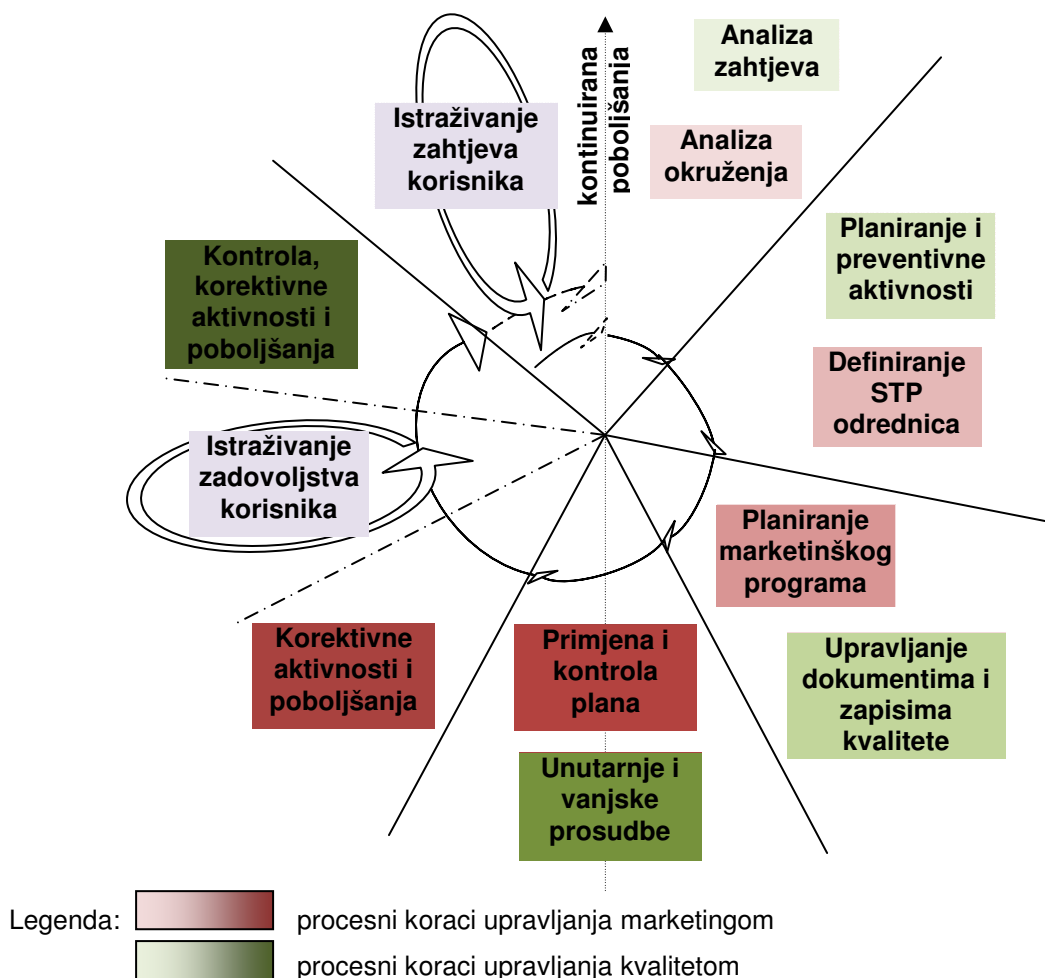 Analiza
zahtjeva
kontinuirana
poboljšanja
Istraživanje
zahtjeva
korisnika
Analiza
okruženja
Planiranje i
preventivne
aktivnosti
Kontrola,
korektivne
aktivnosti i
poboljšanja
Definiranje
STP
odrednica
Istraživanje
zadovoljstva
korisnika
Planiranje
marketinškog
programa
Korektivne
aktivnosti i
poboljšanja
Primjena i
kontrola
plana
Upravljanje
dokumentima i
zapisima
kvalitete
Unutarnje i
vanjske
prosudbe
Legenda:
procesni koraci upravljanja marketingom
procesni koraci upravljanja kvalitetom